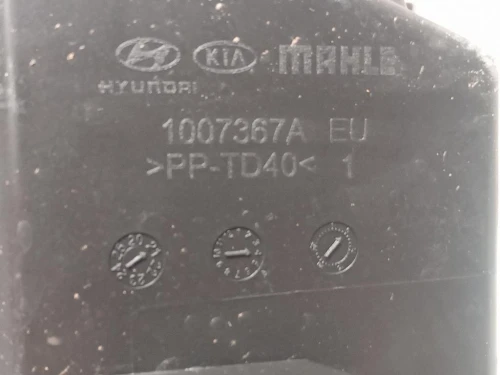 KIA MAHLE
HYUNDAI
1007367A EU
>PP-TD40< 1